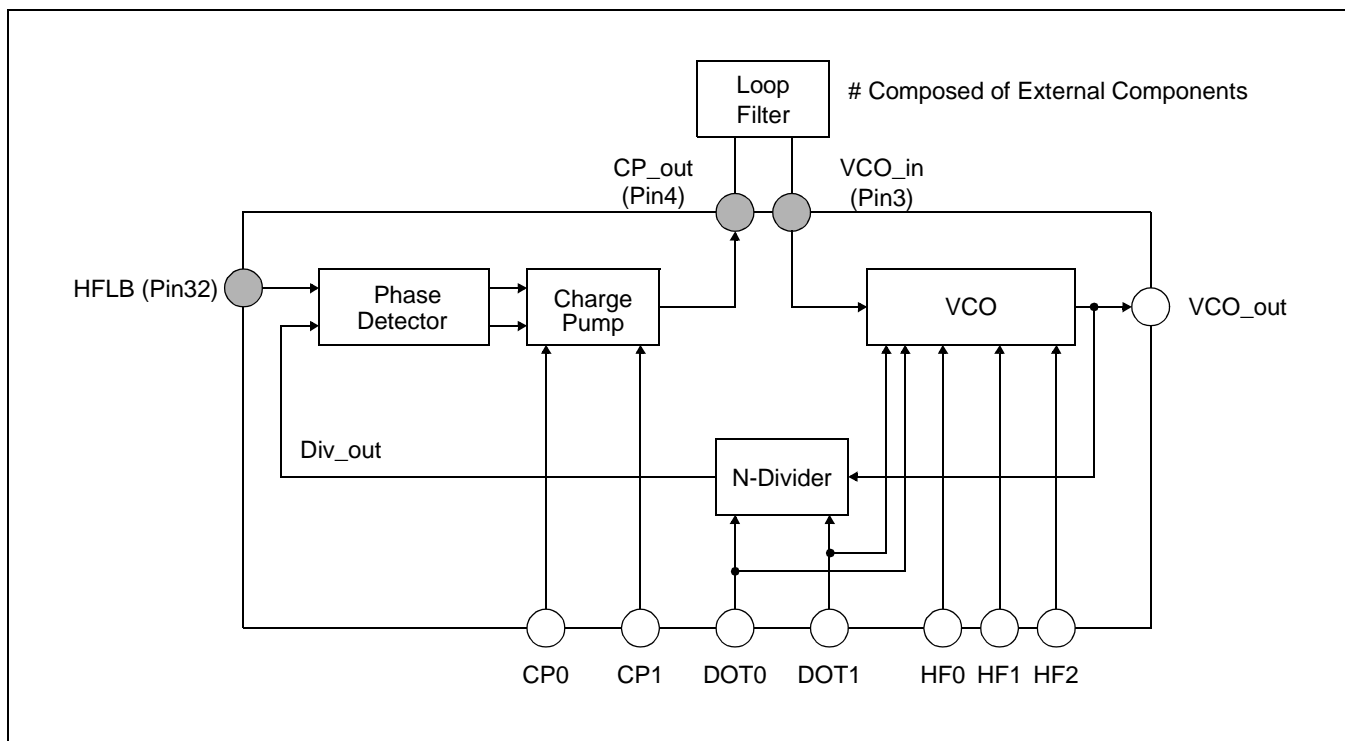 Loop
Filter
# Composed of External Components
CP_out
(Pin4)
VCO_in
(Pin3)
HFLB (Pin32)
Phase
Detector
Charge
Pump
VCO
VCO_out
Div_out
N-Divider
CP0
CP1
DOT0
DOT1
HF0
HF1
HF2